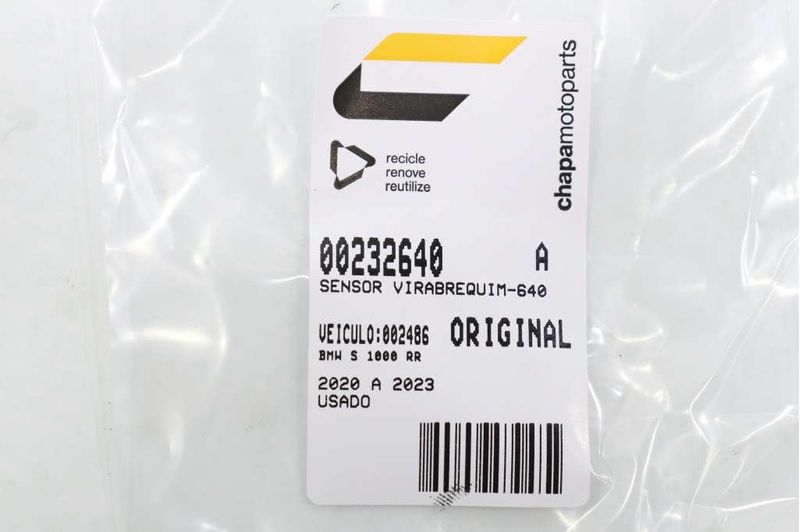 chapamotoparts
recicle
renove
reutilize
00232640 A
SENSOR VIRABREQUIM-640
VEICULO:002486 ORIGINAL
BMW S 1000 RR
2020 A 2023
USADO